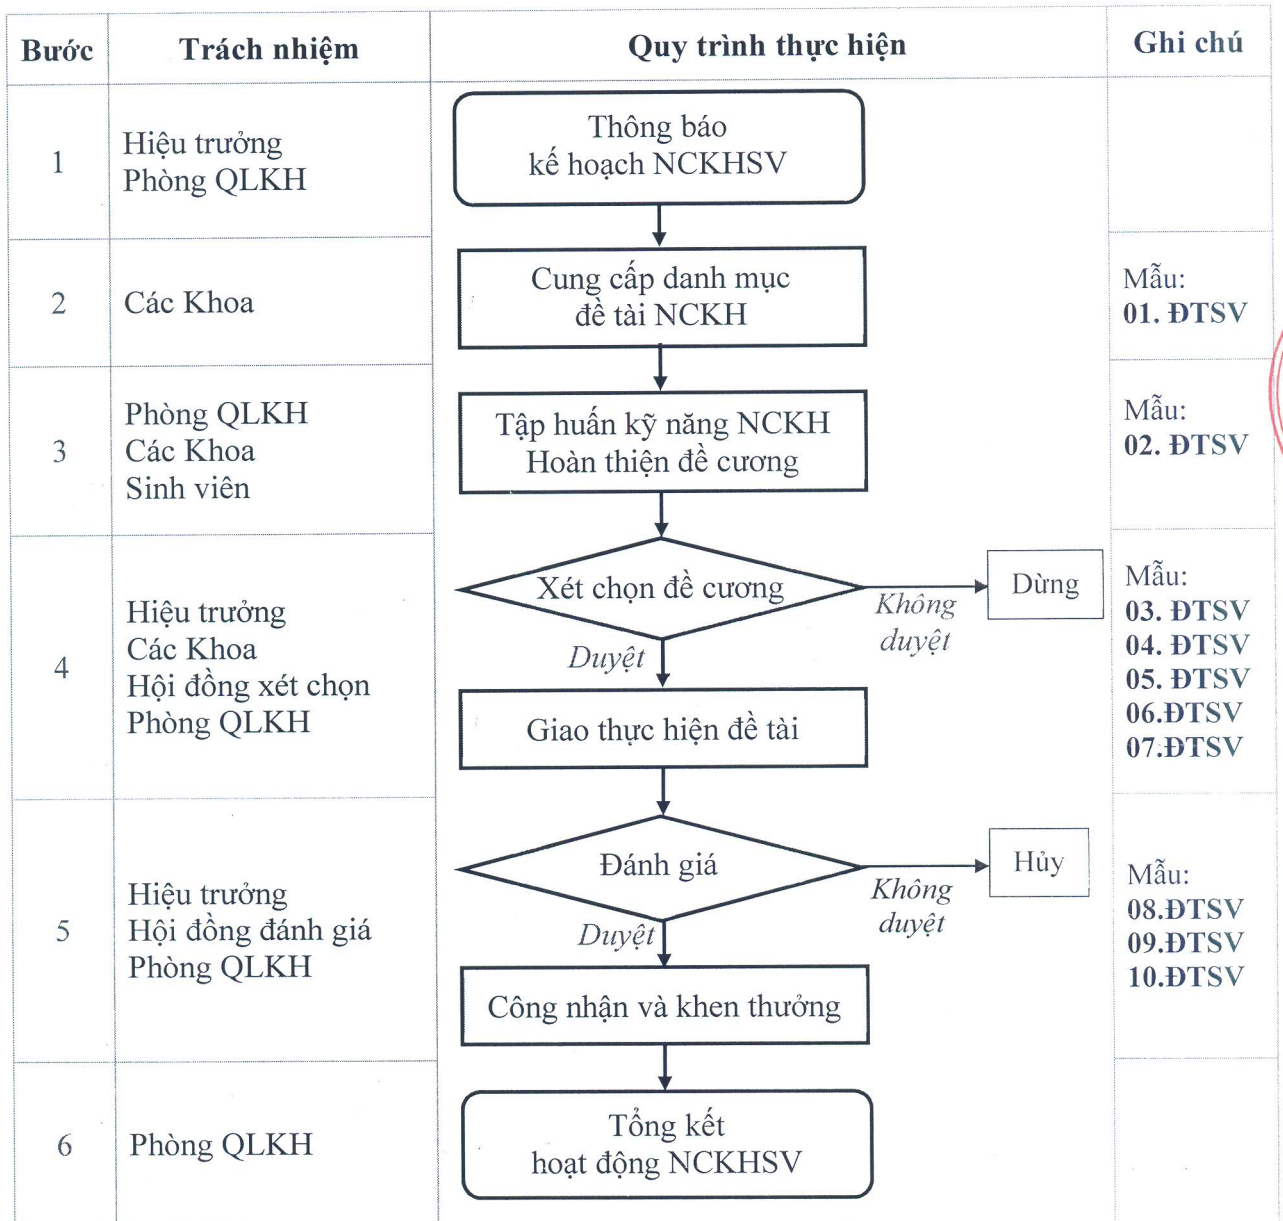 Bước
Trách nhiệm
Quy trình thực hiện
Ghi chú
1
Hiệu trưởng
Phòng QLKH
Thông báo
kế hoạch NCKHSV
2
Các Khoa
Cung cấp danh mục
đề tài NCKH
Mẫu:
01. ĐTSV
3
Phòng QLKH
Các Khoa
Sinh viên
Tập huấn kỹ năng NCKH
Hoàn thiện đề cương
Mẫu:
02. ĐTSV
4
Hiệu trưởng
Các Khoa
Hội đồng xét chọn
Phòng QLKH
Xét chọn đề cương
Không
duyệt
Dừng
Duyệt
Giao thực hiện đề tài
Mẫu:
03. ĐTSV
04. ĐTSV
05. ĐTSV
06.ĐTSV
07.ĐTSV
5
Hiệu trưởng
Hội đồng đánh giá
Phòng QLKH
Đánh giá
Không
duyệt
Hủy
Duyệt
Công nhận và khen thưởng
Mẫu:
08.ĐTSV
09.ĐTSV
10.ĐTSV
6
Phòng QLKH
Tổng kết
hoạt động NCKHSV